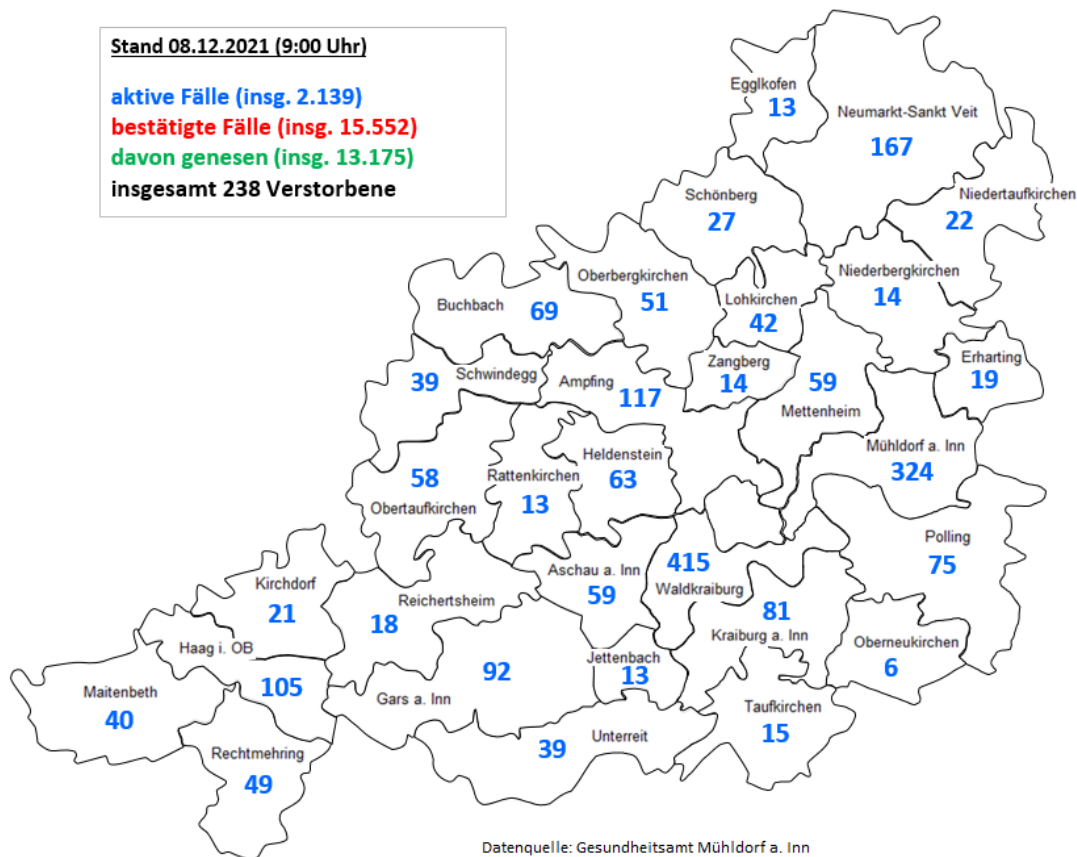 Stand 08.12.2021 (9:00 Uhr)
aktive Fälle (insg. 2.139)
bestätigte Fälle (insg. 15.552)
davon genesen (insg. 13.175)
insgesamt 238 Verstorbene
Egglkofen
13
Neumarkt-Sankt Veit
167
Niedertaufkirchen
22
Schönberg
27
Oberbergkirchen
51
Lohkirchen
42
Niederbergkirchen
14
Buchbach
69
Schwindegg
39
Ampfing
117
Zangberg
14
59
Mettenheim
Erharting
19
Mühldorf a. Inn
324
58
Obertaufkirchen
Rattenkirchen
13
Heldenstein
63
Polling
75
Kirchdorf
21
Reichertsheim
18
Aschau a. Inn
59
415
Waldkraiburg
81
Kraiburg a. Inn
Oberneukirchen
6
Haag i. OB
105
Maitenbeth
40
Gars a. Inn
92
Jettenbach
13
Taufkirchen
15
Rechtmehring
49
39
Unterreit
Datenquelle: Gesundheitsamt Mühldorf a. Inn